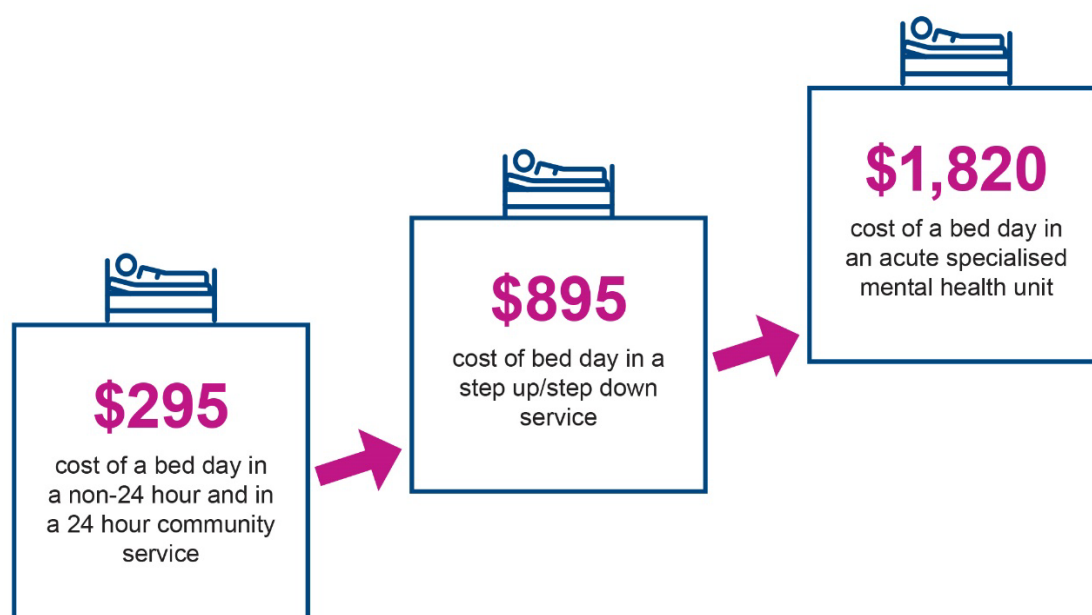 $295
cost of a bed day in
a non-24 hour and in
a 24 hour community
service
$895
cost of bed day in a
step up/step down
service
$1,820
cost of a bed day in
an acute specialised
mental health unit